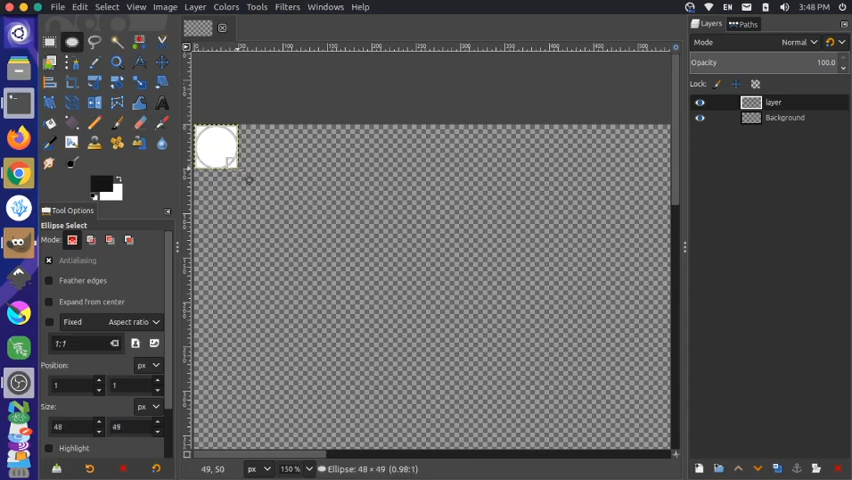 File Edit Select View Image Layer Colors Tools Filters Windows Help
EN 3:48 PM
Layers Paths
Mode Normal
Opacity 100.0
Lock:
layer
Background
Tool Options
Ellipse Select
Mode:
Antialiasing
Feather edges
Expand from center
Fixed Aspect ratio
1:1
Position: px
1 1
Size: px
48 49
Highlight
49, 50 px 150% Ellipse: 48 × 49 (0.98:1)